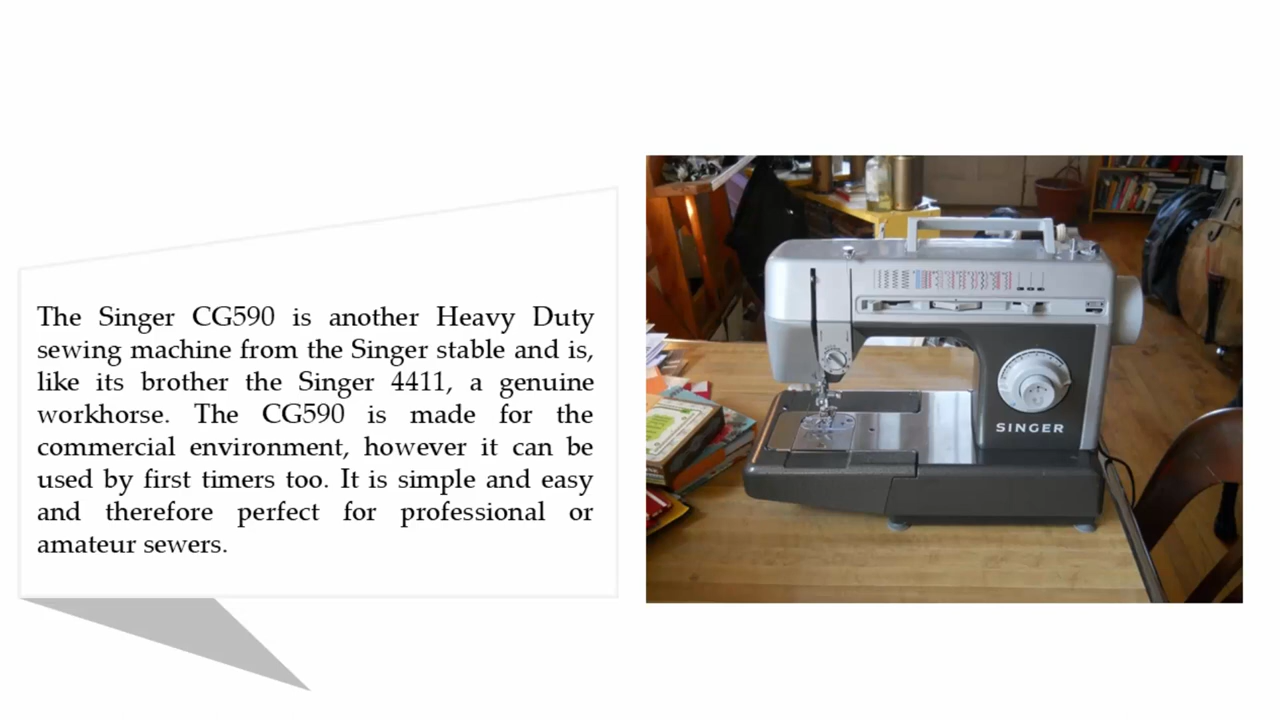 The Singer CG590 is another Heavy Duty
sewing machine from the Singer stable and is,
like its brother the Singer 4411, a genuine
workhorse. The CG590 is made for the
commercial environment, however it can be
used by first timers too. It is simple and easy
and therefore perfect for professional or
amateur sewers.
SINGER